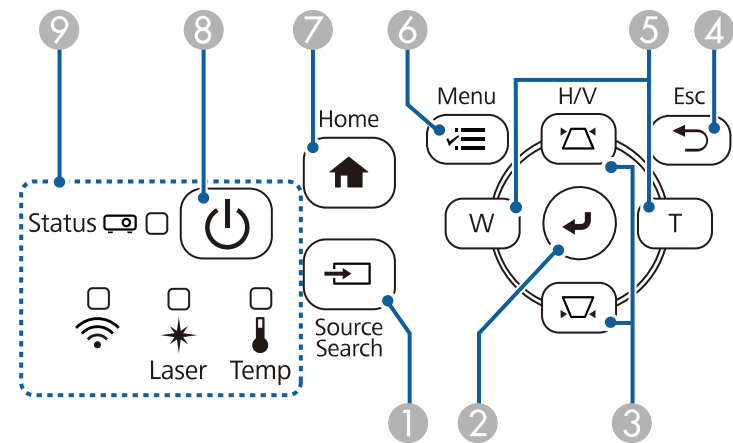 9 8 7 6 5 4
Menu H/V Esc
Home
Status
W T
Source
Search
Laser Temp
1 2 3